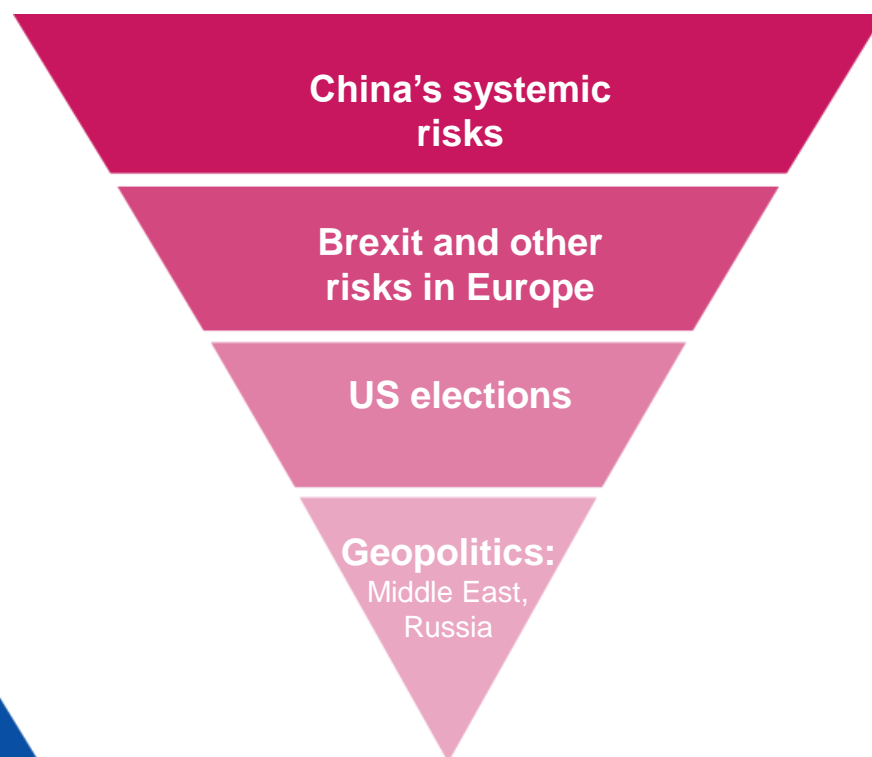 China’s systemic
risks
Brexit and other
risks in Europe
US elections
Geopolitics:
Middle East,
Russia